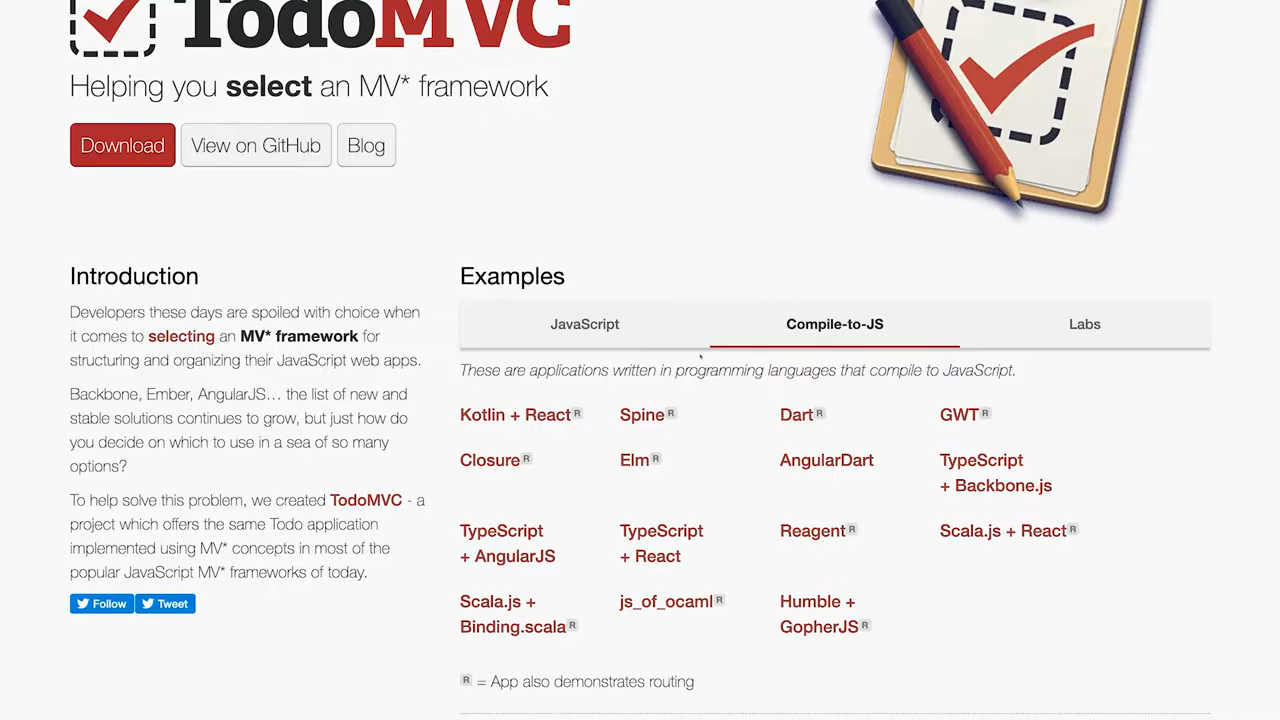 TodoMVC
Helping you select an MV* framework
Download
View on GitHub
Blog
Introduction
Developers these days are spoiled with choice when
it comes to selecting an MV* framework for
structuring and organizing their JavaScript web apps.
Backbone, Ember, AngularJS... the list of new and
stable solutions continues to grow, but just how do
you decide on which to use in a sea of so many
options?
To help solve this problem, we created TodoMVC - a
project which offers the same Todo application
implemented using MV* concepts in most of the
popular JavaScript MV* frameworks of today.
Follow
Tweet
Examples
JavaScript
Compile-to-JS
Labs
These are applications written in programming languages that compile to JavaScript.
Kotlin + React R
Spine R
Dart R
GWT R
Closure R
Elm R
AngularDart
TypeScript
+ Backbone.js
TypeScript
+ AngularJS
TypeScript
+ React
Reagent R
Scala.js + React R
Scala.js +
Binding.scala R
js_of_ocaml R
Humble +
GopherJS R
R = App also demonstrates routing